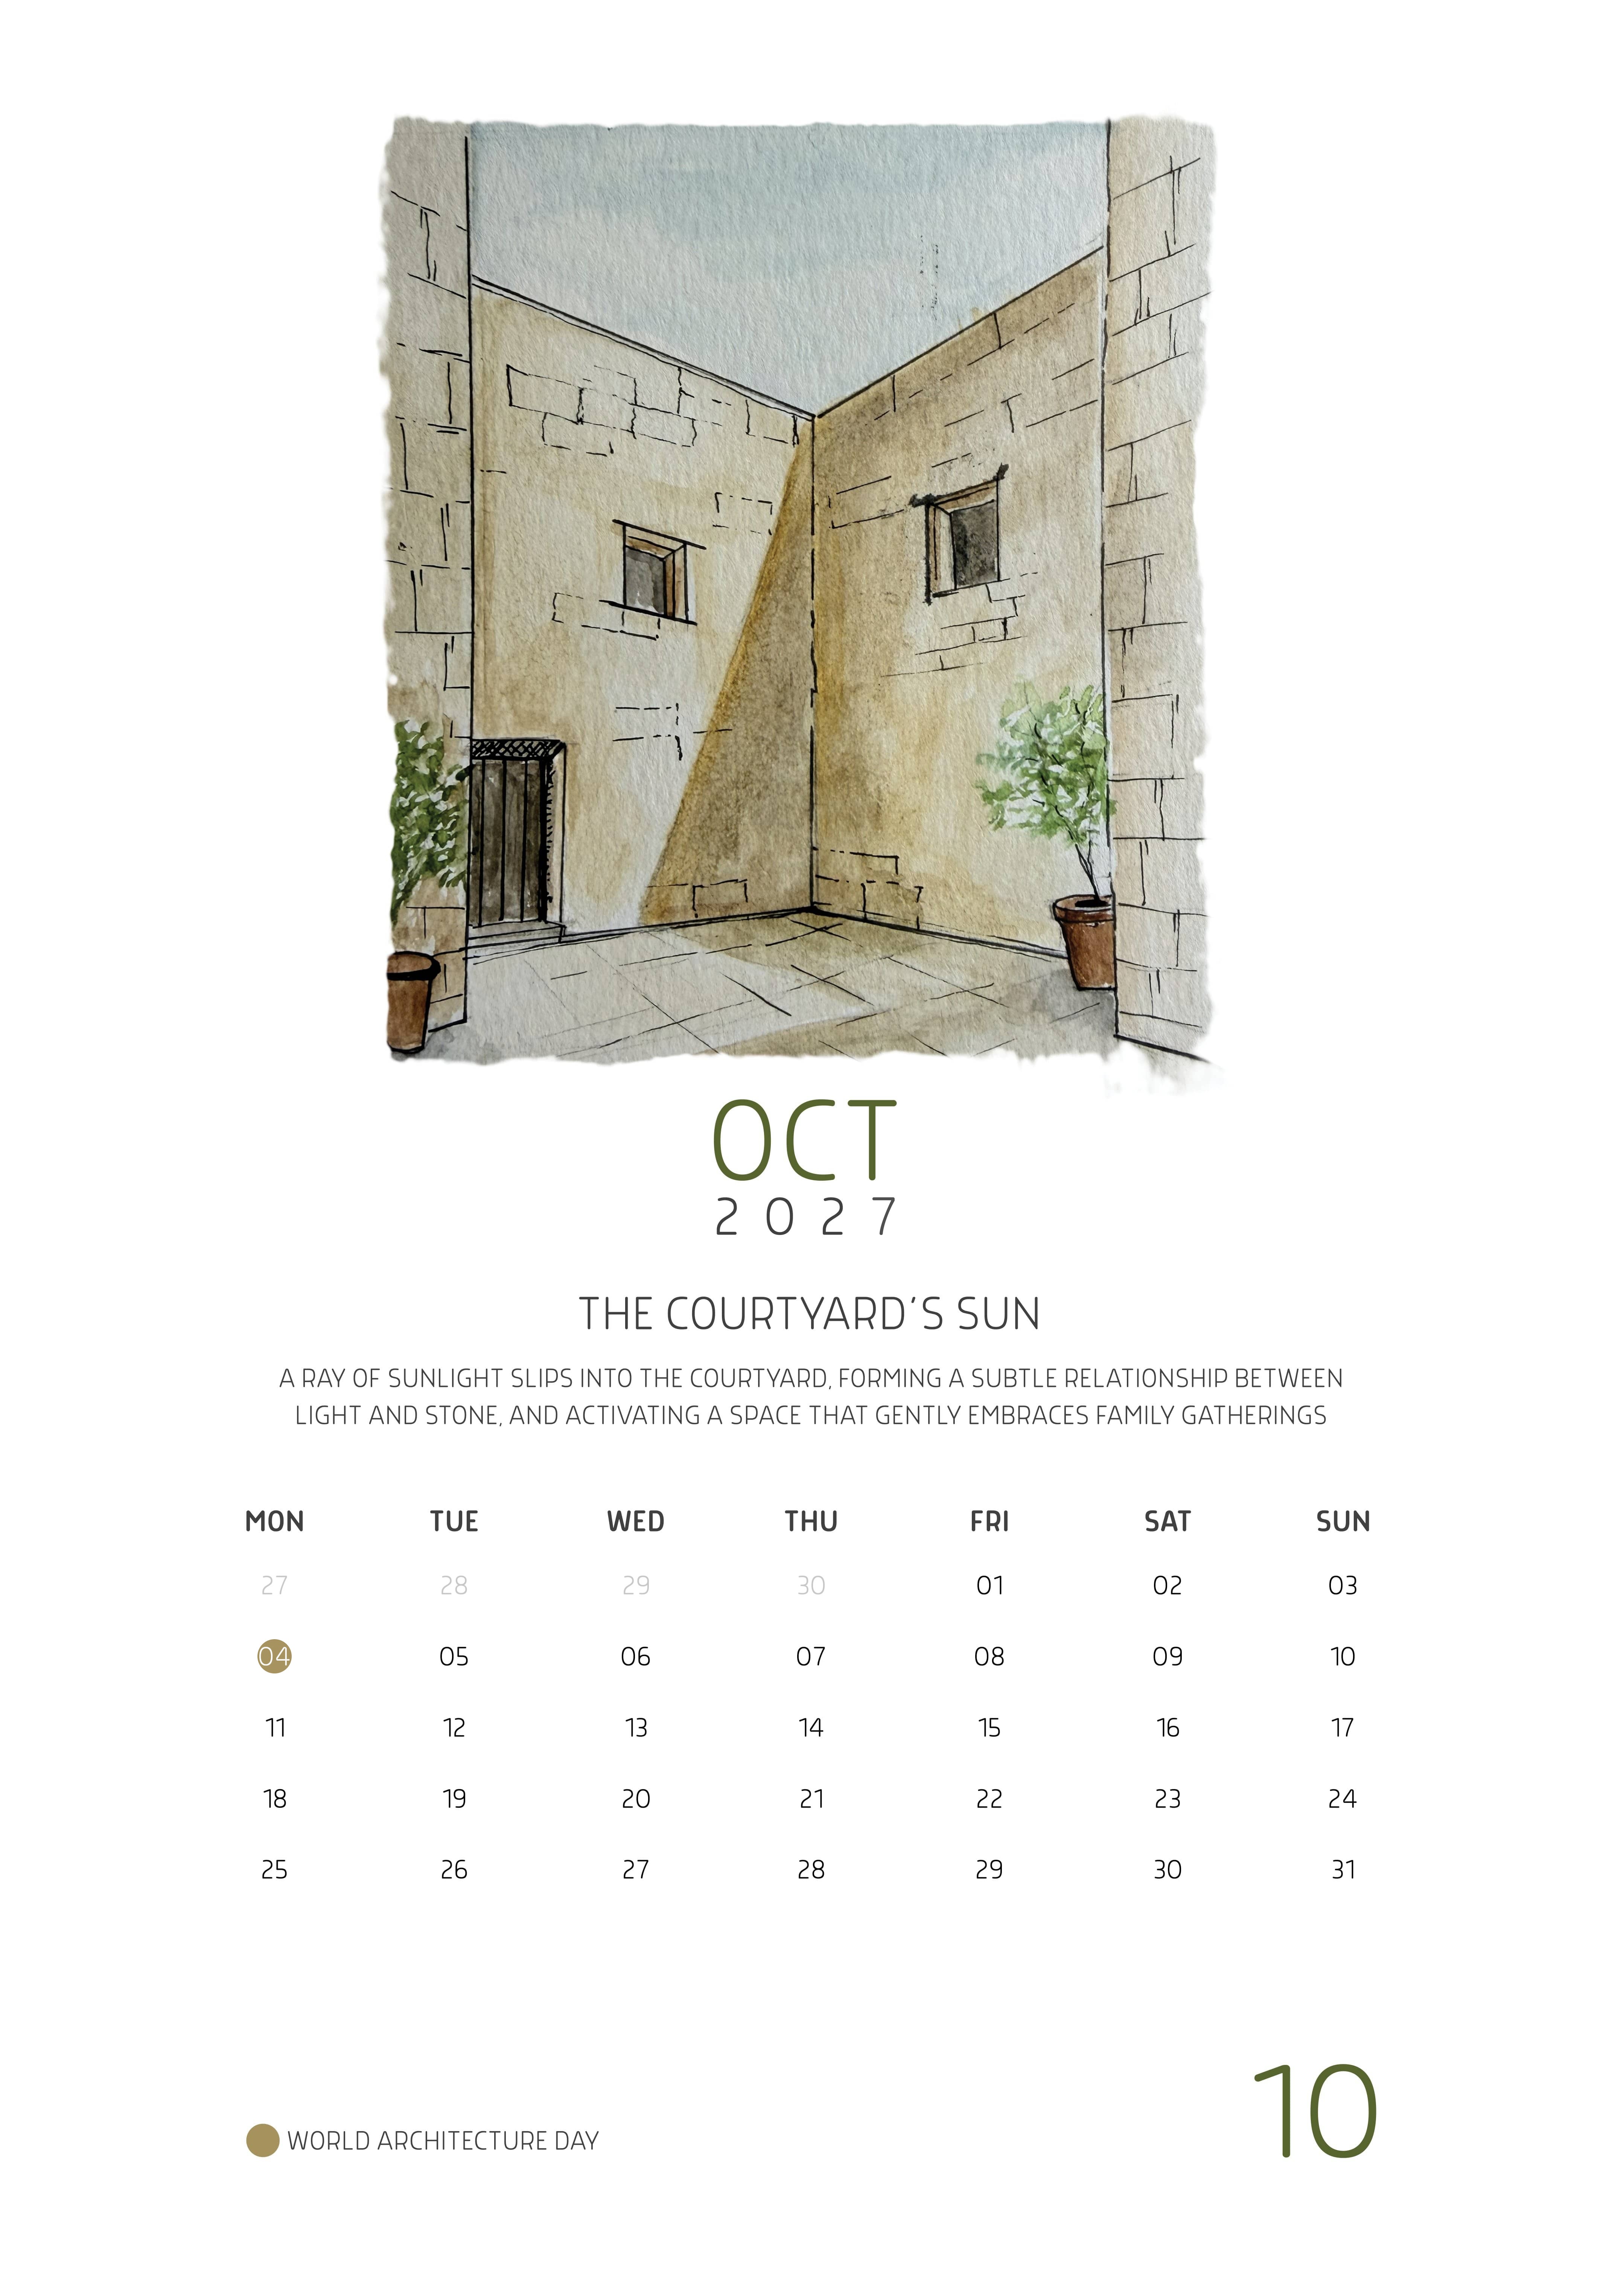 OCT
2027
THE COURTYARD'S SUN
A RAY OF SUNLIGHT SLIPS INTO THE COURTYARD, FORMING A SUBTLE RELATIONSHIP BETWEEN
LIGHT AND STONE, AND ACTIVATING A SPACE THAT GENTLY EMBRACES FAMILY GATHERINGS
MON TUE WED THU FRI SAT SUN
27 28 29 30 01 02 03
04 05 06 07 08 09 10
11 12 13 14 15 16 17
18 19 20 21 22 23 24
25 26 27 28 29 30 31
WORLD ARCHITECTURE DAY
10